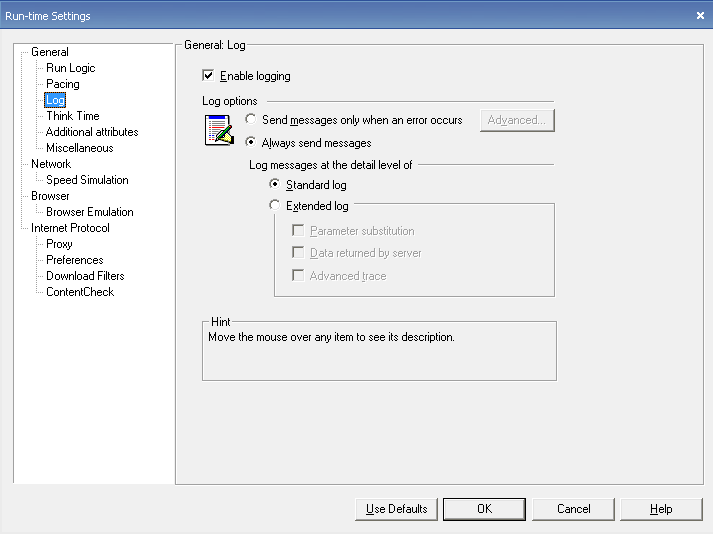 Run-time Settings
General
Run Logic
Pacing
Log
Think Time
Additional attributes
Miscellaneous
Network
Speed Simulation
Browser
Browser Emulation
Internet Protocol
Proxy
Preferences
Download Filters
ContentCheck
General: Log
Enable logging
Log options
Send messages only when an error occurs
Advanced...
Always send messages
Log messages at the detail level of
Standard log
Extended log
Parameter substitution
Data returned by server
Advanced trace
Hint
Move the mouse over any item to see its description.
Use Defaults
OK
Cancel
Help